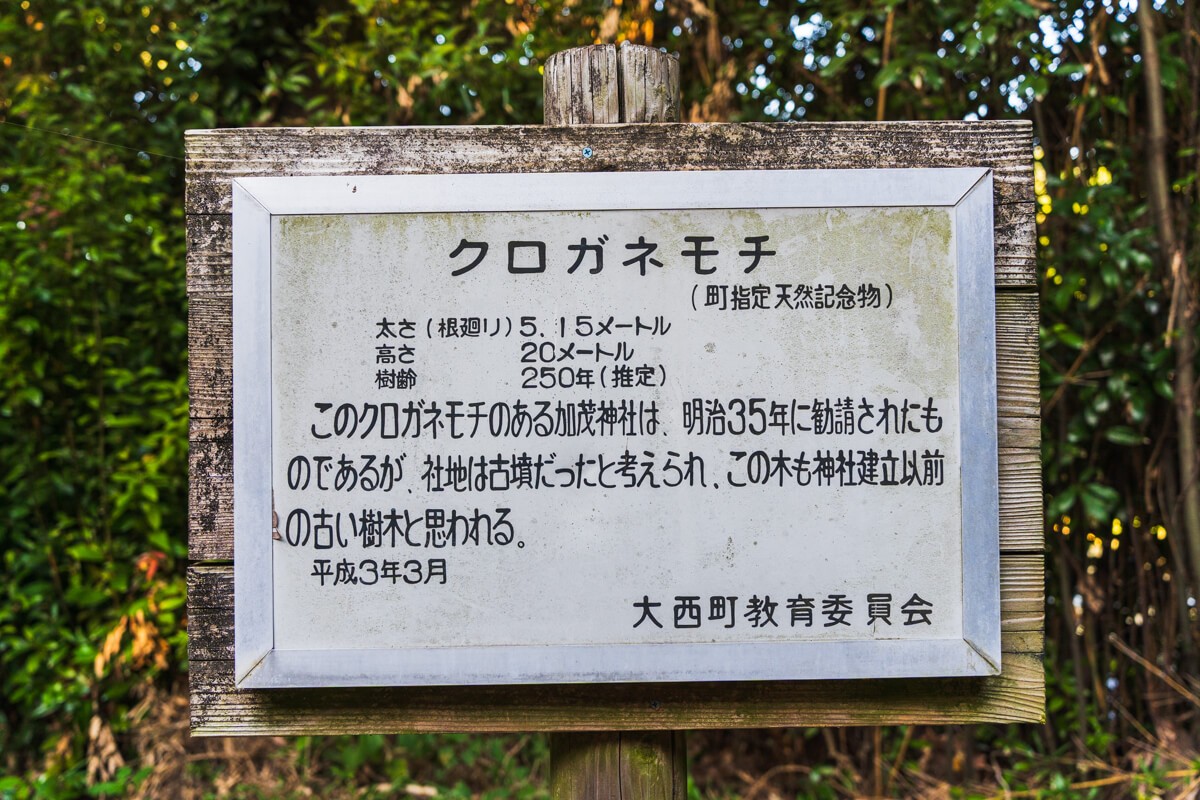 クロガネモチ
(町指定天然記念物)
太さ(根廻り)5.15メートル
高さ 20メートル
樹齢 250年(推定)
このクロガネモチのある加茂神社は、明治35年に勧請されたも
のであるが、社地は古墳だったと考えられ、この木も神社建立以前
の古い樹木と思われる。
平成3年3月
大西町教育委員会